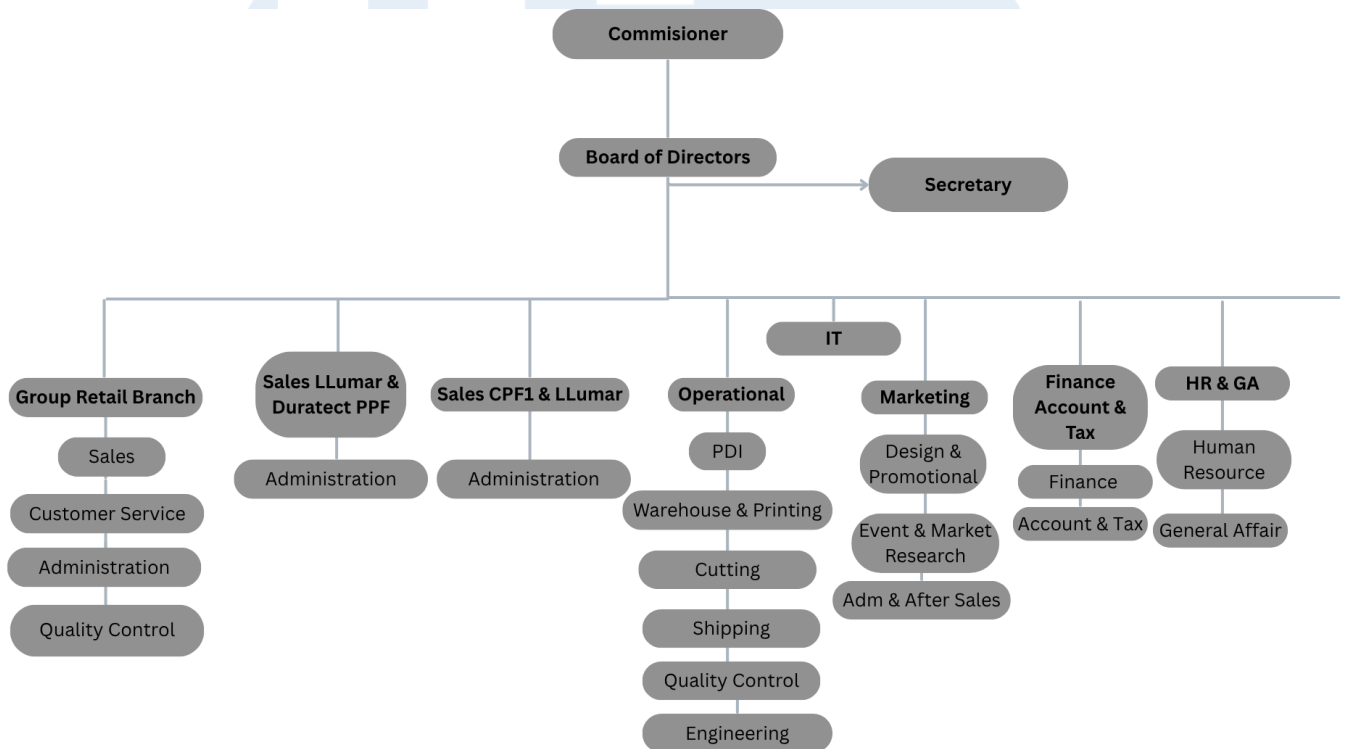 Commisioner
Board of Directors
Secretary
IT
Group Retail Branch
Sales
Customer Service
Administration
Quality Control
Sales LLumar &
Duratect PPF
Administration
Sales CPF1 & LLumar
Administration
Operational
PDI
Warehouse & Printing
Cutting
Shipping
Quality Control
Engineering
Marketing
Design &
Promotional
Event & Market
Research
Adm & After Sales
Finance
Account &
Tax
Finance
Account & Tax
HR & GA
Human
Resource
General Affair